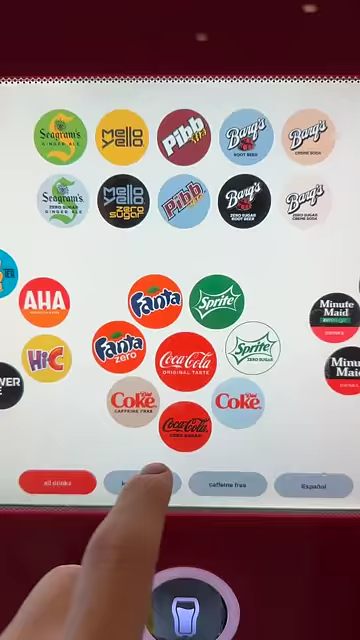 Seagram's
GINGER ALE
mello
yello
Pibb
xtra
Barq's
ROOT BEER
Barq's
CREME SODA
Seagram's
ZERO SUGAR
GINGER ALE
mello
yello
zero
sugar
Pibb
Barq's
ZERO SUGAR
ROOT BEER
Barq's
ZERO SUGAR
CREME SODA
AHA
Fanta
Sprite
Minute
Maid
Hi-C
Fanta
zero
Coca-Cola
ORIGINAL TASTE
Sprite
ZERO SUGAR
Minute
Maid
Diet
Coke
CAFFEINE FREE
Coca-Cola
ZERO SUGAR
Diet
Coke
all drinks
caffeine free
Español